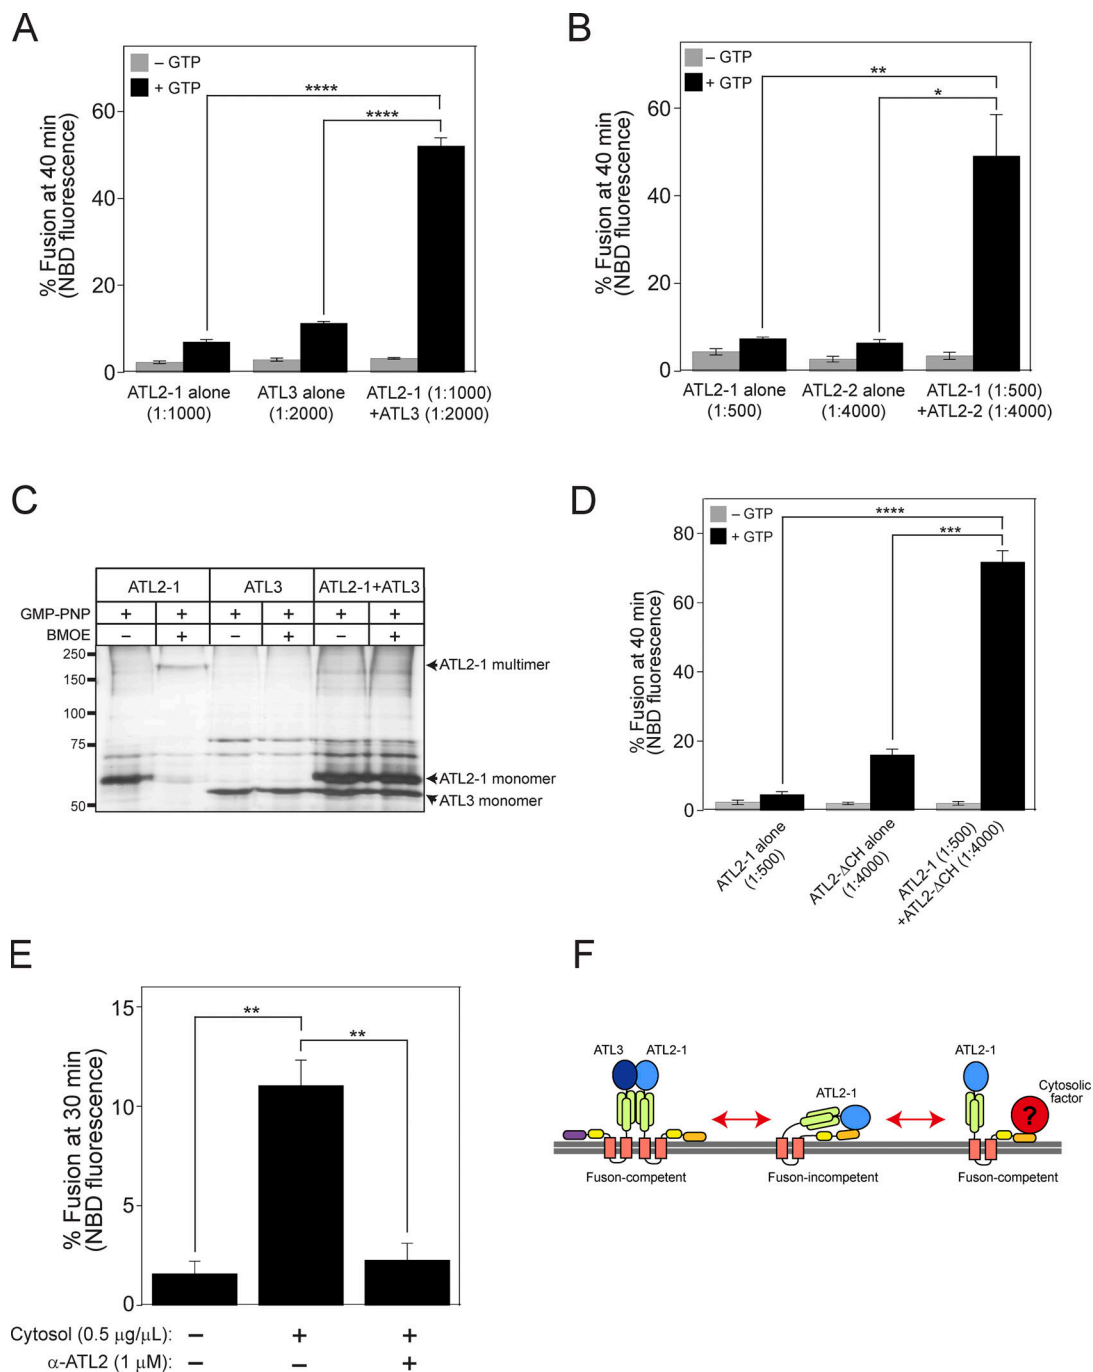 A
– GTP
+ GTP
****
****
% Fusion at 40 min
(NBD fluorescence)
60
40
20
0
ATL2-1 alone
(1:1000)
ATL3 alone
(1:2000)
ATL2-1 (1:1000)
+ATL3 (1:2000)
B
– GTP
+ GTP
**
*
% Fusion at 40 min
(NBD fluorescence)
60
40
20
0
ATL2-1 alone
(1:500)
ATL2-2 alone
(1:4000)
ATL2-1 (1:500)
+ATL2-2 (1:4000)
C
ATL2-1 ATL3 ATL2-1+ATL3
GMP-PNP + + + + + +
BMOE – + – + – +
250
150
100
75
50
ATL2-1 multimer
ATL2-1 monomer
ATL3 monomer
D
– GTP
+ GTP
****
***
% Fusion at 40 min
(NBD fluorescence)
80
60
40
20
0
ATL2-1 alone
(1:500)
ATL2-ΔCH alone
(1:4000)
ATL2-1 (1:500)
+ATL2-ΔCH (1:4000)
E
**
**
% Fusion at 30 min
(NBD fluorescence)
15
10
5
0
Cytosol (0.5 μg/μL): – + +
α-ATL2 (1 μM): – – +
F
ATL3 ATL2-1
ATL2-1
ATL2-1
Cytosolic
factor
?
Fuson-competent
Fuson-incompetent
Fuson-competent